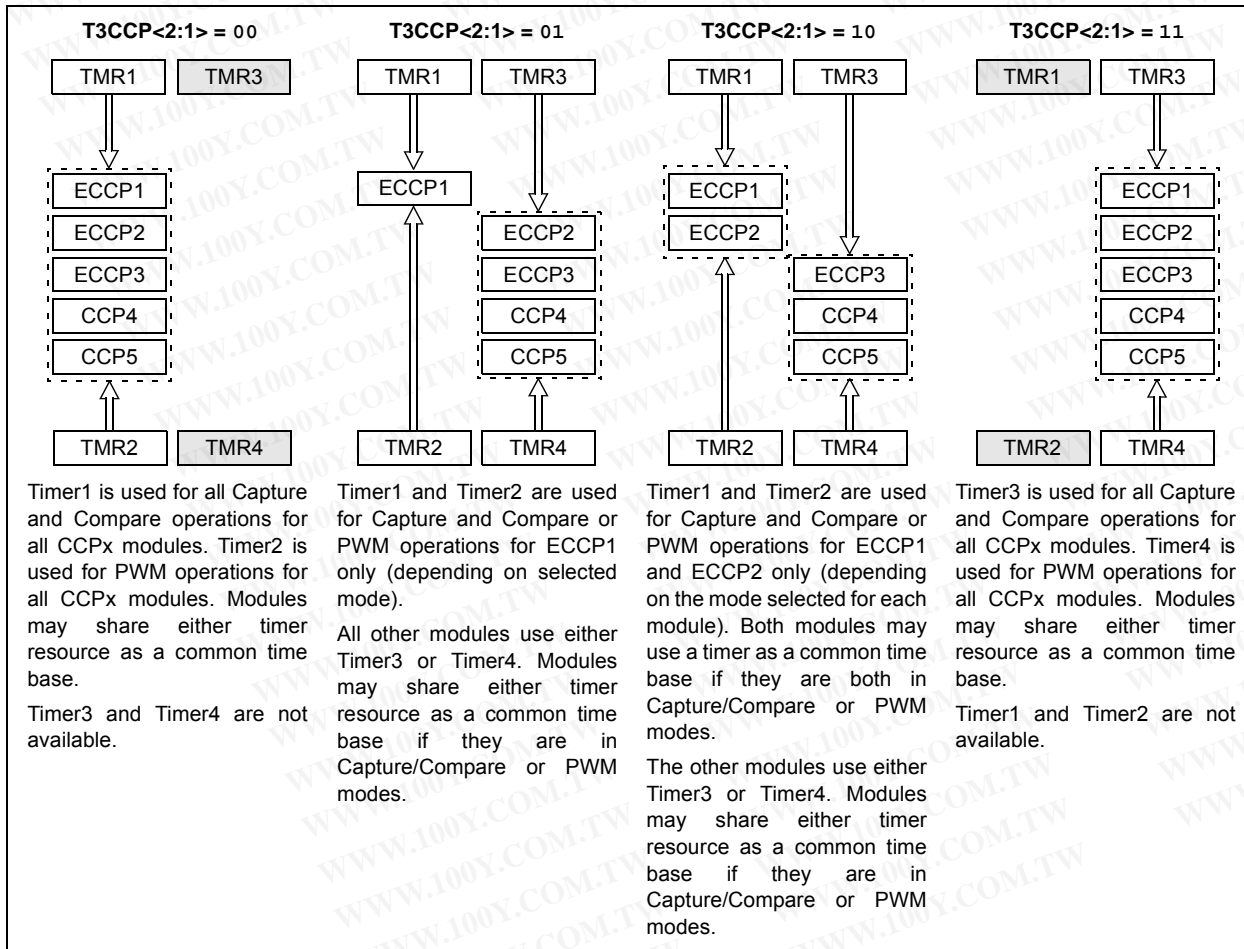 T3CCP<2:1> = 00
TMR1
TMR3
ECCP1
ECCP2
ECCP3
CCP4
CCP5
TMR2
TMR4
Timer1 is used for all Capture
and Compare operations for
all CCPx modules. Timer2 is
used for PWM operations for
all CCPx modules. Modules
may share either timer
resource as a common time
base.
Timer3 and Timer4 are not
available.
T3CCP<2:1> = 01
TMR1
TMR3
ECCP1
ECCP2
ECCP3
CCP4
CCP5
TMR2
TMR4
Timer1 and Timer2 are used
for Capture and Compare or
PWM operations for ECCP1
only (depending on selected
mode).
All other modules use either
Timer3 or Timer4. Modules
may share either timer
resource as a common time
base if they are in
Capture/Compare or PWM
modes.
T3CCP<2:1> = 10
TMR1
TMR3
ECCP1
ECCP2
ECCP3
CCP4
CCP5
TMR2
TMR4
Timer1 and Timer2 are used
for Capture and Compare or
PWM operations for ECCP1
and ECCP2 only (depending
on the mode selected for each
module). Both modules may
use a timer as a common time
base if they are both in
Capture/Compare or PWM
modes.
The other modules use either
Timer3 or Timer4. Modules
may share either timer
resource as a common time
base if they are in
Capture/Compare or PWM
modes.
T3CCP<2:1> = 11
TMR1
TMR3
ECCP1
ECCP2
ECCP3
CCP4
CCP5
TMR2
TMR4
Timer3 is used for all Capture
and Compare operations for
all CCPx modules. Timer4 is
used for PWM operations for
all CCPx modules. Modules
may share either timer
resource as a common time
base.
Timer1 and Timer2 are not
available.
WWW.100Y.COM.TW